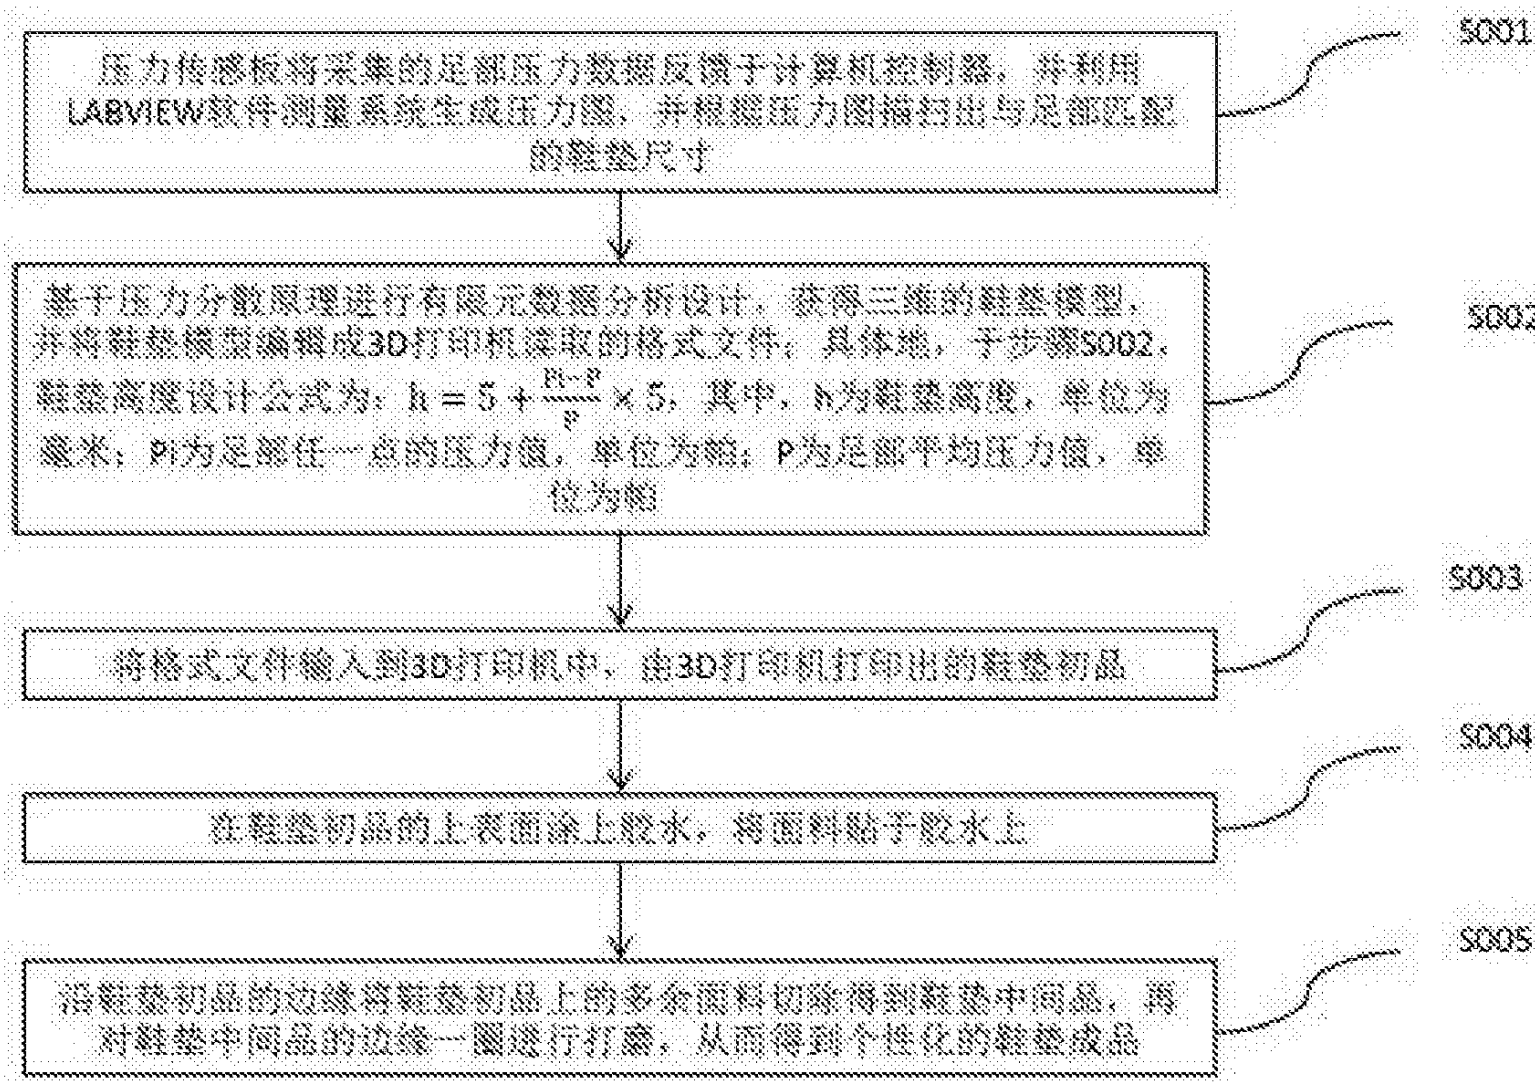 S001
压力传感板将采集的足部压力数据反馈于计算机控制器，并利用
LABVIEW软件测量系统生成压力图，并根据压力图描扫出与足部匹配
的鞋垫尺寸
S002
基于压力分散原理进行有限元数据分析设计，获得三维的鞋垫模型，
并将鞋垫模型编辑成3D打印机读取的格式文件；具体地，于步骤S002，
鞋垫高度设计公式为：h = 5 + (Pi−P)/P × 5，其中，h为鞋垫高度，单位为
毫米；Pi为足部任一点的压力值，单位为帕；P为足部平均压力值，单
位为帕
S003
将格式文件输入到3D打印机中，由3D打印机打印出的鞋垫初品
S004
在鞋垫初品的上表面涂上胶水，将面料贴于胶水上
S005
沿鞋垫初品的边缘将鞋垫初品上的多余面料切除得到鞋垫中间品，再
对鞋垫中间品的边缘一圈进行打磨，从而得到个性化的鞋垫成品